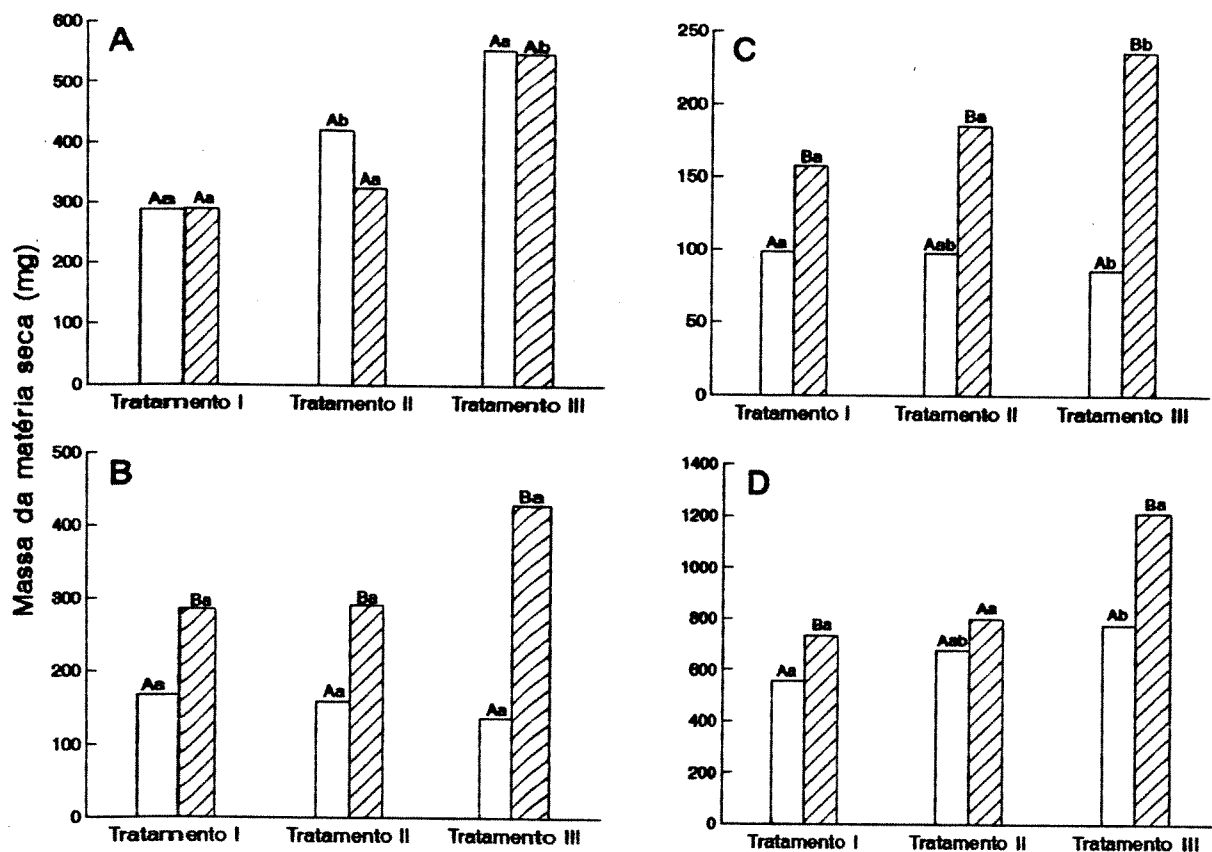 Massa da matéria seca (mg)
A
600
500
400
300
200
100
0
Aa Aa
Ab Aa
Aa Ab
Tratamento I Tratamento II Tratamento III
B
500
400
300
200
100
0
Aa Ba
Aa Ba
Aa Ba
Tratamento I Tratamento II Tratamento III
C
250
200
150
100
50
0
Aa Ba
Aab Ba
Ab Bb
Tratamento I Tratamento II Tratamento III
D
1400
1200
1000
800
600
400
200
0
Aa Ba
Aab Aa
Ab Ba
Tratamento I Tratamento II Tratamento III